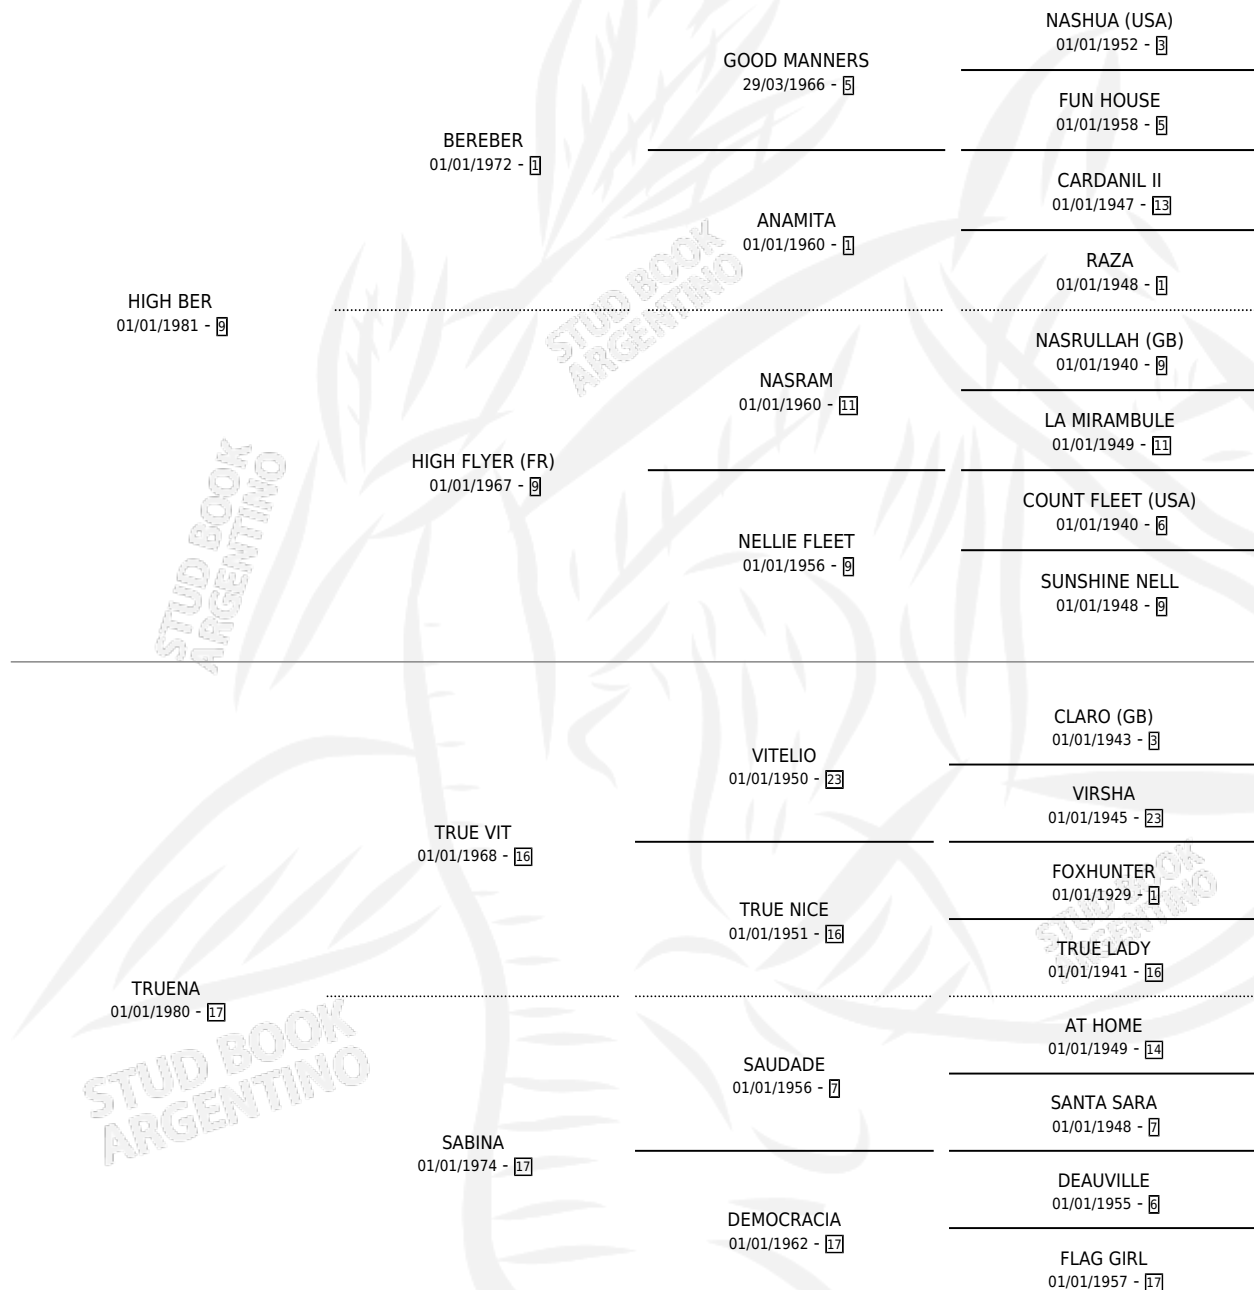 NASHUA (USA)
01/01/1952 - 3
GOOD MANNERS
29/03/1966 - 5
FUN HOUSE
01/01/1958 - 5
BEREBER
01/01/1972 - 1
CARDANIL II
01/01/1947 - 13
ANAMITA
01/01/1960 - 1
RAZA
01/01/1948 - 1
HIGH BER
01/01/1981 - 9
STUD BOOK
ARGENTINO
NASRULLAH (GB)
01/01/1940 - 9
NASRAM
01/01/1960 - 11
LA MIRAMBULE
01/01/1949 - 11
HIGH FLYER (FR)
01/01/1967 - 9
COUNT FLEET (USA)
01/01/1940 - 6
NELLIE FLEET
01/01/1956 - 9
SUNSHINE NELL
01/01/1948 - 9
STUD BOOK
ARGENTINO
CLARO (GB)
01/01/1943 - 3
VITELIO
01/01/1950 - 23
VIRSHA
01/01/1945 - 23
TRUE VIT
01/01/1968 - 16
FOXHUNTER
01/01/1929 - 1
TRUE NICE
01/01/1951 - 16
STUD BOOK
ARGENTINO
TRUE LADY
01/01/1941 - 16
TRUENA
01/01/1980 - 17
STUD BOOK
ARGENTINO
AT HOME
01/01/1949 - 14
SAUDADE
01/01/1956 - 7
SANTA SARA
01/01/1948 - 7
SABINA
01/01/1974 - 17
DEAUVILLE
01/01/1955 - 6
DEMOCRACIA
01/01/1962 - 17
FLAG GIRL
01/01/1957 - 17